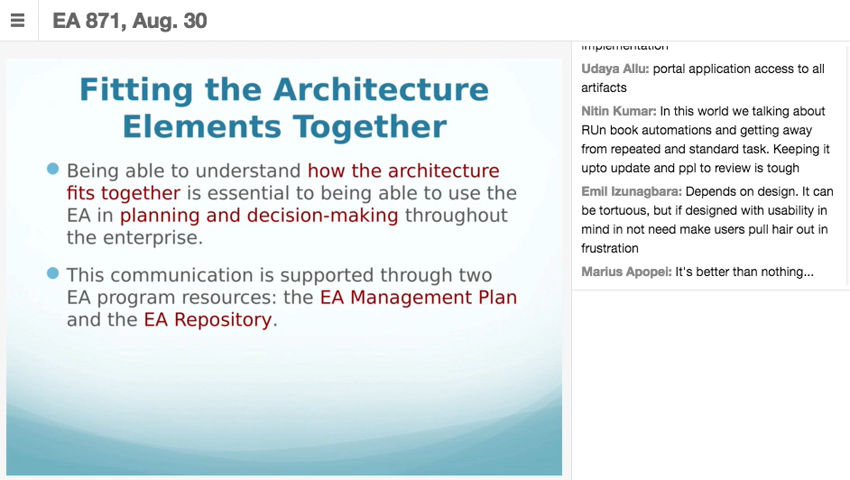 EA 871, Aug. 30
Fitting the Architecture
Elements Together
Being able to understand how the architecture
fits together is essential to being able to use the
EA in planning and decision-making throughout
the enterprise.
This communication is supported through two
EA program resources: the EA Management Plan
and the EA Repository.
implementation
Udaya Allu: portal application access to all
artifacts
Nitin Kumar: In this world we talking about
RUn book automations and getting away
from repeated and standard task. Keeping it
upto update and ppl to review is tough
Emil Izunagbara: Depends on design. It can
be tortuous, but if designed with usability in
mind in not need make users pull hair out in
frustration
Marius Apopei: It's better than nothing...